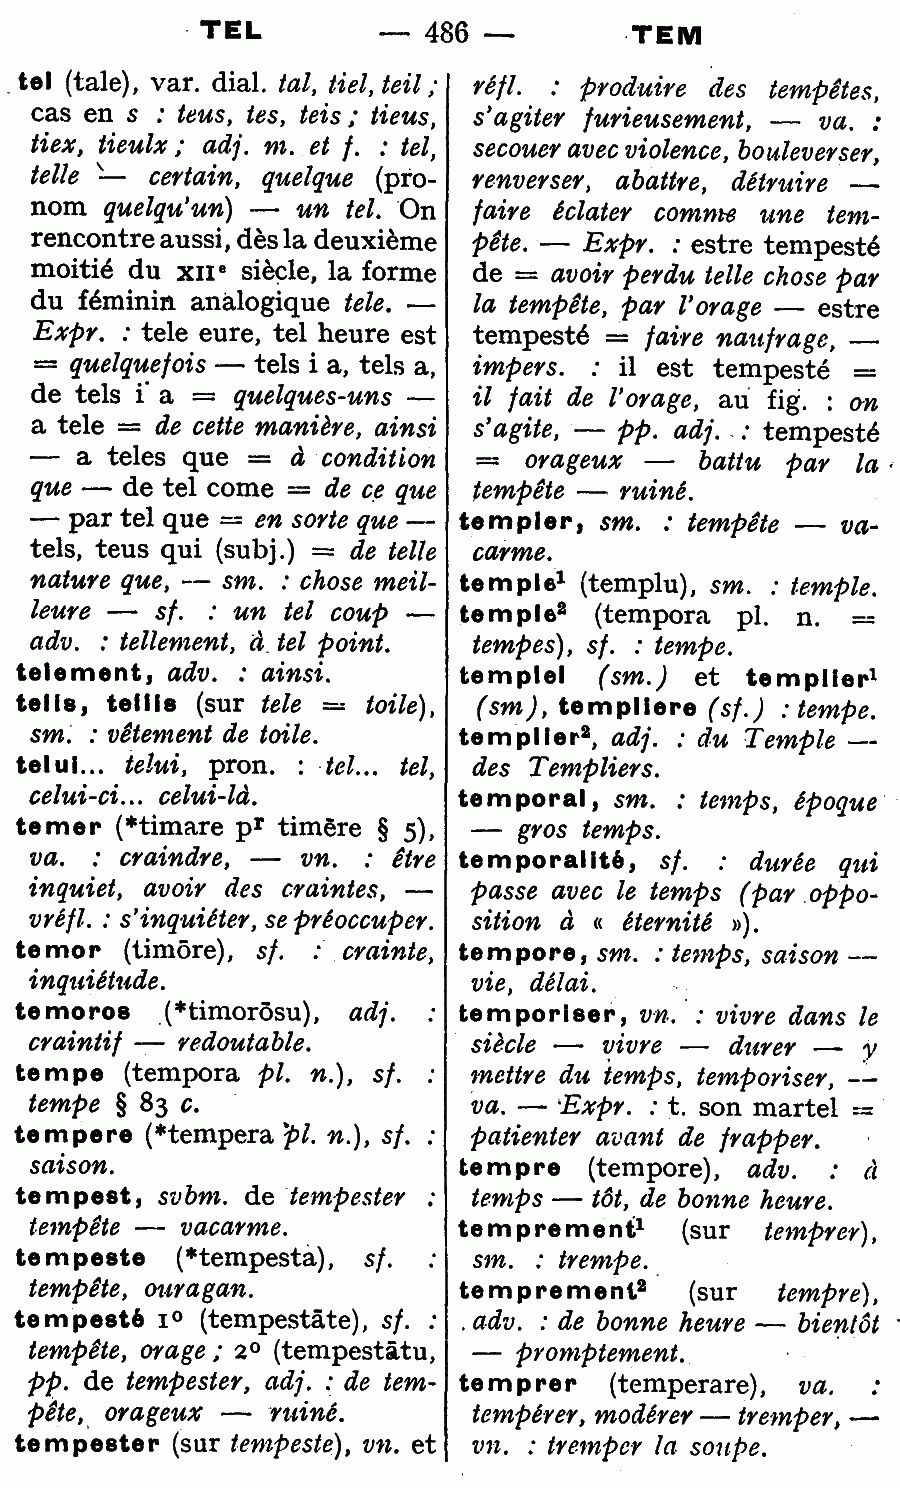 TEL — 486 — TEM
tel (tale), var. dial. tal, tiel, teil ;
cas en s : teus, tes, teis ; tieus,
tiex, tieulx ; adj. m. et f. : tel,
telle — certain, quelque (pro-
nom quelqu'un) — un tel. On
rencontre aussi, dès la deuxième
moitié du XIIe siècle, la forme
du féminin analogique tele. —
Expr. : tele eure, tel heure est
= quelquefois — tels i a, tels a,
de tels i a = quelques-uns —
a tele = de cette manière, ainsi
— a teles que = à condition
que — de tel come = de ce que
— par tel que = en sorte que —
tels, teus qui (subj.) = de telle
nature que, — sm. : chose meil-
leure — sf. : un tel coup —
adv. : tellement, à tel point.
telement, adv. : ainsi.
telis, teilis (sur tele = toile),
sm. : vêtement de toile.
telui... telui, pron. : tel... tel,
celui-ci... celui-là.
temer (*timare pr timēre § 5),
va. : craindre, — vn. : être
inquiet, avoir des craintes, —
vréfl. : s'inquiéter, se préoccuper.
temor (timōre), sf. : crainte,
inquiétude.
temoros (*timorōsu), adj. :
craintif — redoutable.
tempe (tempora pl. n.), sf. :
tempe § 83 c.
tempere (*tempera pl. n.), sf. :
saison.
tempest, svbm. de tempester :
tempête — vacarme.
tempeste (*tempesta), sf. :
tempête, ouragan.
tempesté 1º (tempestāte), sf. :
tempête, orage ; 2º (tempestātu,
pp. de tempester, adj. : de tem-
pête, orageux — ruiné.
tempester (sur tempeste), vn. et
réfl. : produire des tempêtes,
s'agiter furieusement, — va. :
secouer avec violence, bouleverser,
renverser, abattre, détruire —
faire éclater comme une tem-
pête. — Expr. : estre tempesté
de = avoir perdu telle chose par
la tempête, par l'orage — estre
tempesté = faire naufrage, —
impers. : il est tempesté =
il fait de l'orage, au fig. : on
s'agite, — pp. adj. : tempesté
= orageux — battu par la
tempête — ruiné.
templer, sm. : tempête — va-
carme.
temple¹ (templu), sm. : temple.
temple² (tempora pl. n. =
tempes), sf. : tempe.
templel (sm.) et templier¹
(sm), templiere (sf.) : tempe.
templier², adj. : du Temple —
des Templiers.
temporal, sm. : temps, époque
— gros temps.
temporalité, sf. : durée qui
passe avec le temps (par oppo-
sition à « éternité »).
tempore, sm. : temps, saison —
vie, délai.
temporiser, vn. : vivre dans le
siècle — vivre — durer — y
mettre du temps, temporiser, —
va. — Expr. : t. son martel =
patienter avant de frapper.
tempre (tempore), adv. : à
temps — tôt, de bonne heure.
temprement¹ (sur temprer),
sm. : trempe.
temprement² (sur tempre),
adv. : de bonne heure — bientôt
— promptement.
temprer (temperare), va. :
tempérer, modérer — tremper, —
vn. : tremper la soupe.